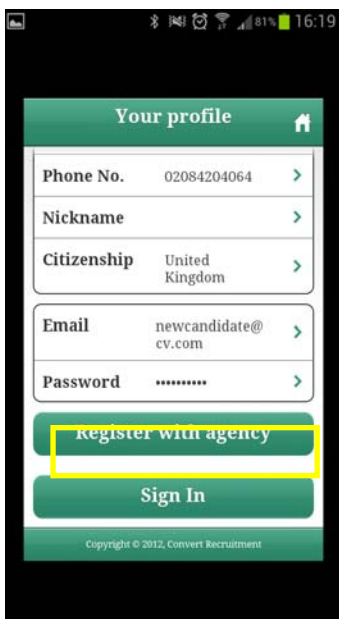 81% 16:19
Your profile
Phone No. 02084204064
Nickname
Citizenship United
Kingdom
Email newcandidate@
cv.com
Password ••••••••••
Register with agency
Sign In
Copyright © 2012, Convert Recruitment